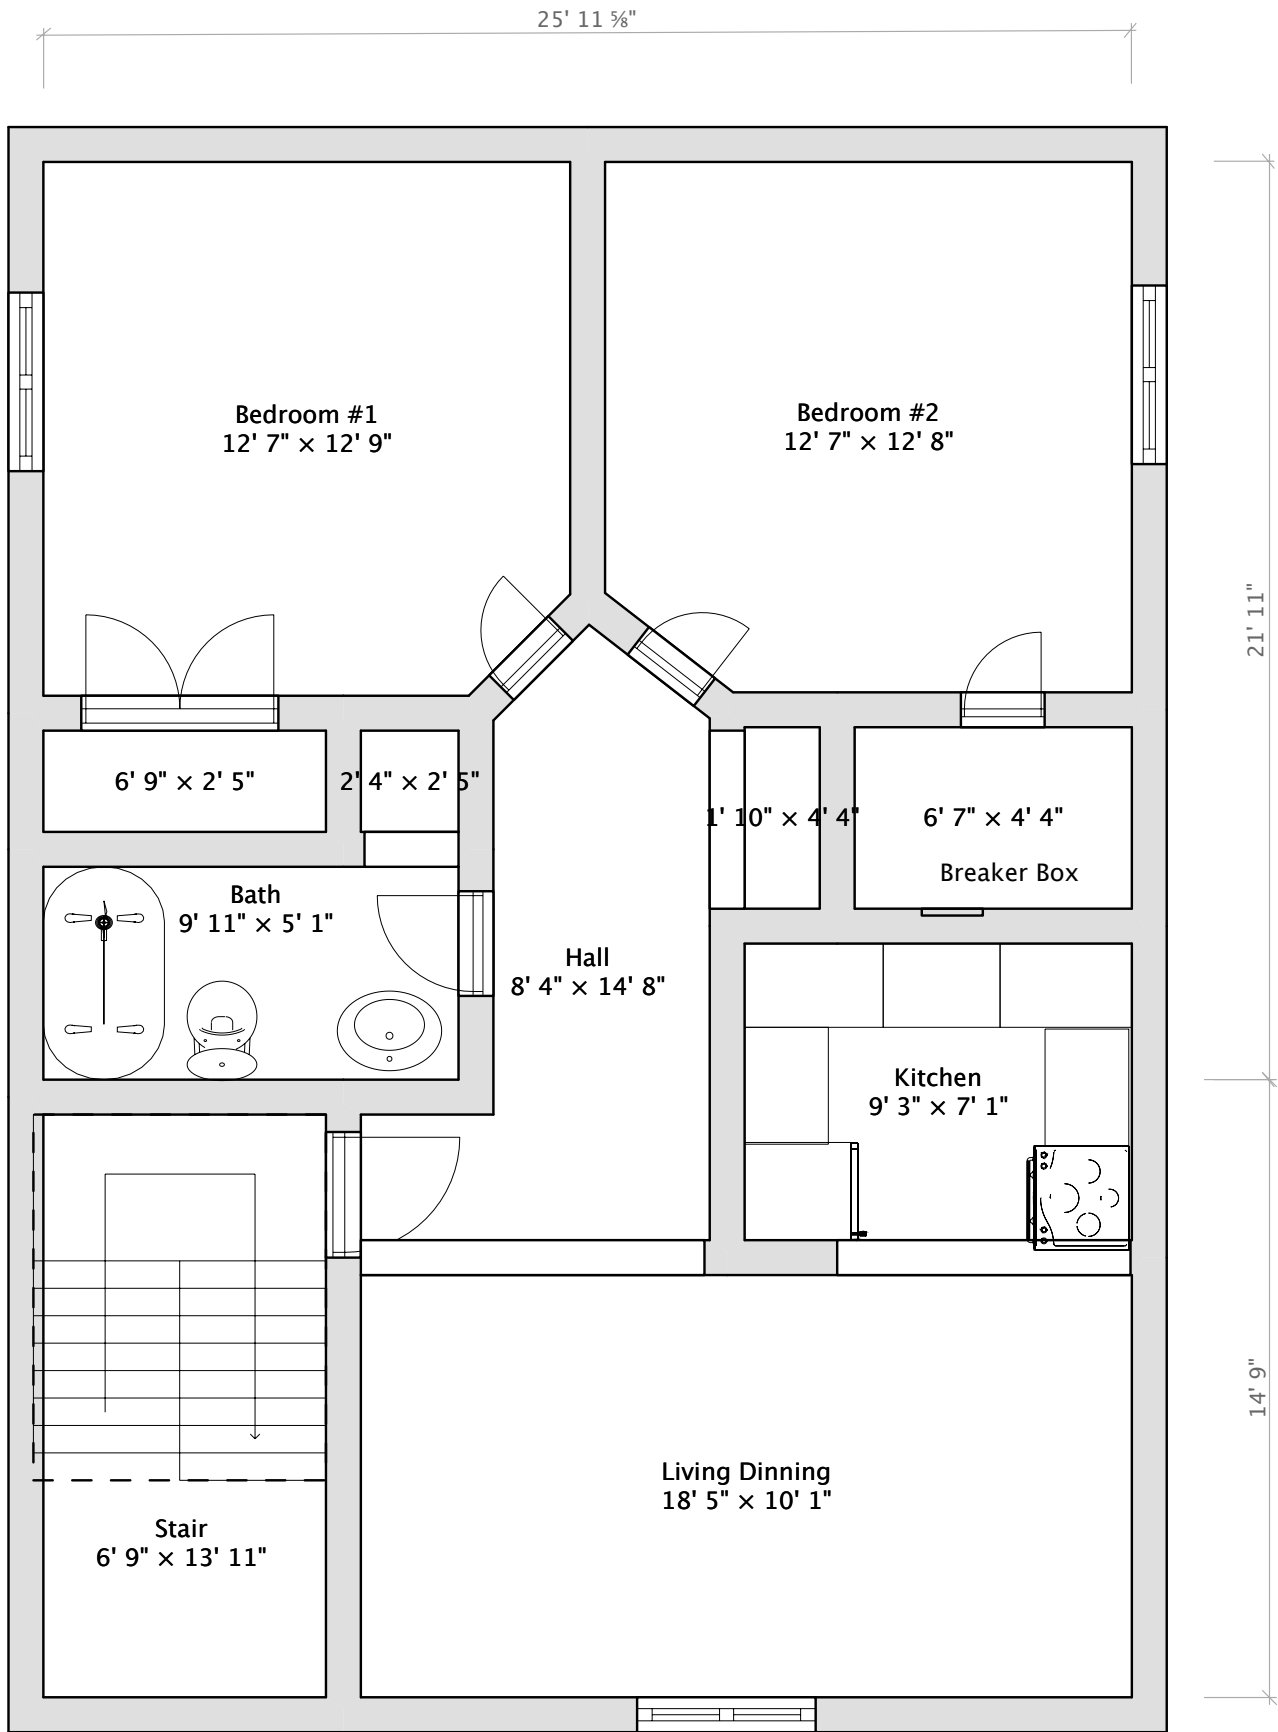 25' 11 ⅝"
Bedroom #1
12' 7" × 12' 9"
Bedroom #2
12' 7" × 12' 8"
21' 11"
6' 9" × 2' 5"
2' 4" × 2' 5"
1' 10" × 4' 4"
6' 7" × 4' 4"
Breaker Box
Bath
9' 11" × 5' 1"
Hall
8' 4" × 14' 8"
Kitchen
9' 3" × 7' 1"
14' 9"
Living Dinning
18' 5" × 10' 1"
Stair
6' 9" × 13' 11"